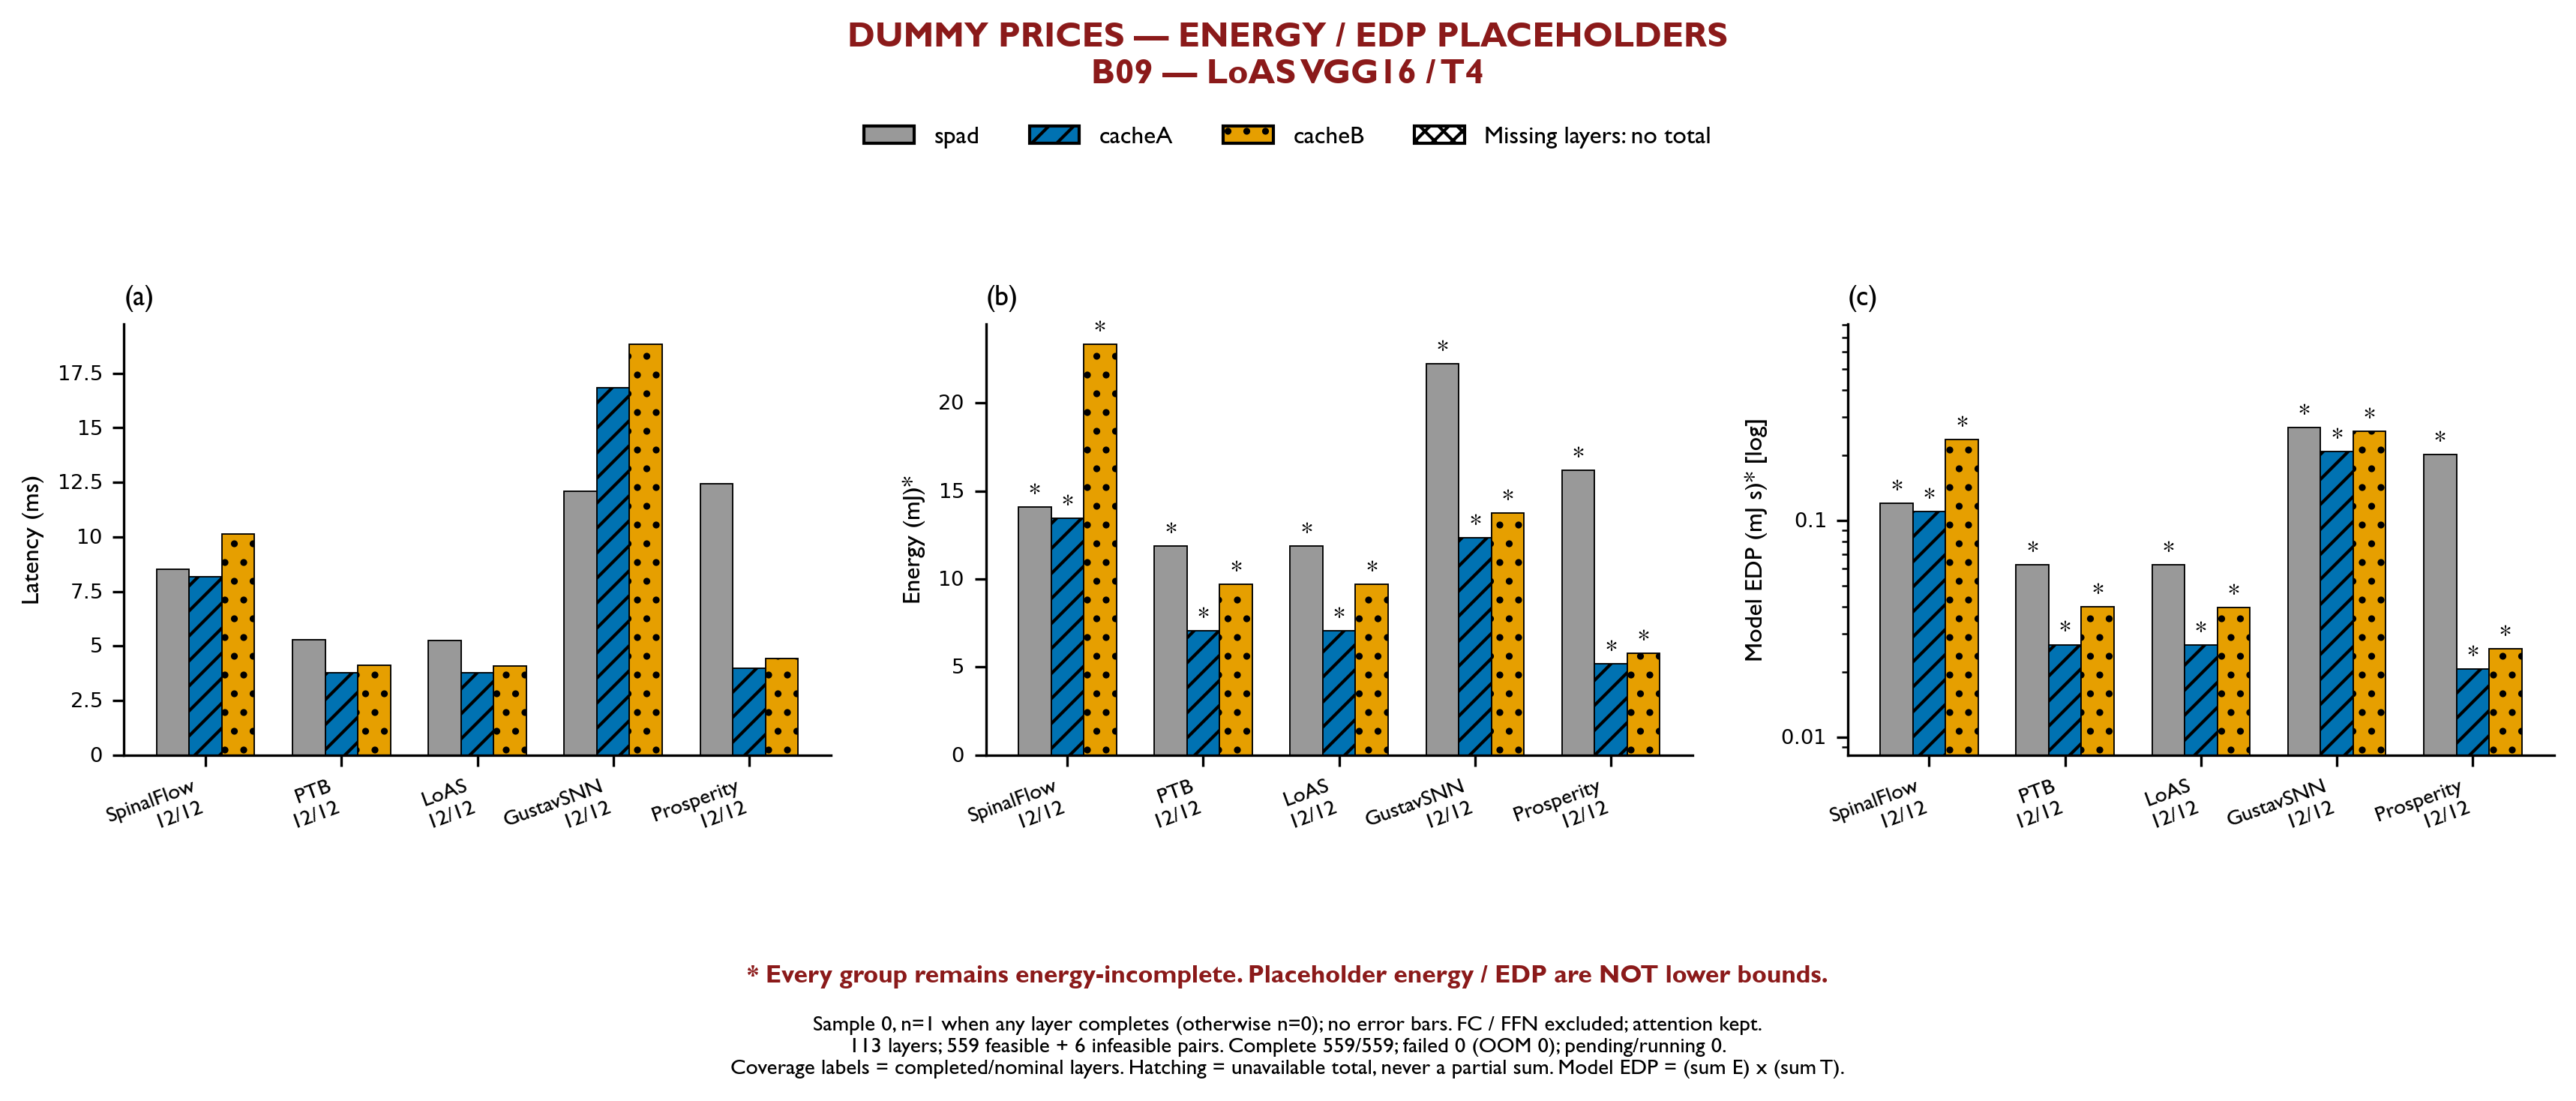 DUMMY PRICES — ENERGY / EDP PLACEHOLDERS
B09 — LoAS VGG16 / T4
spad
cacheA
cacheB
Missing layers: no total
(a)
Latency (ms)
17.5
15
12.5
10
7.5
5
2.5
0
SpinalFlow
12/12
PTB
12/12
LoAS
12/12
GustavSNN
12/12
Prosperity
12/12
(b)
Energy (mJ)*
20
15
10
5
0
* * *
* * *
* * *
* * *
* * *
SpinalFlow
12/12
PTB
12/12
LoAS
12/12
GustavSNN
12/12
Prosperity
12/12
(c)
Model EDP (mJ s)* [log]
0.1
0.01
* * *
* * *
* * *
* * *
* * *
SpinalFlow
12/12
PTB
12/12
LoAS
12/12
GustavSNN
12/12
Prosperity
12/12
* Every group remains energy-incomplete. Placeholder energy / EDP are NOT lower bounds.
Sample 0, n=1 when any layer completes (otherwise n=0); no error bars. FC / FFN excluded; attention kept.
113 layers; 559 feasible + 6 infeasible pairs. Complete 559/559; failed 0 (OOM 0); pending/running 0.
Coverage labels = completed/nominal layers. Hatching = unavailable total, never a partial sum. Model EDP = (sum E) x (sum T).